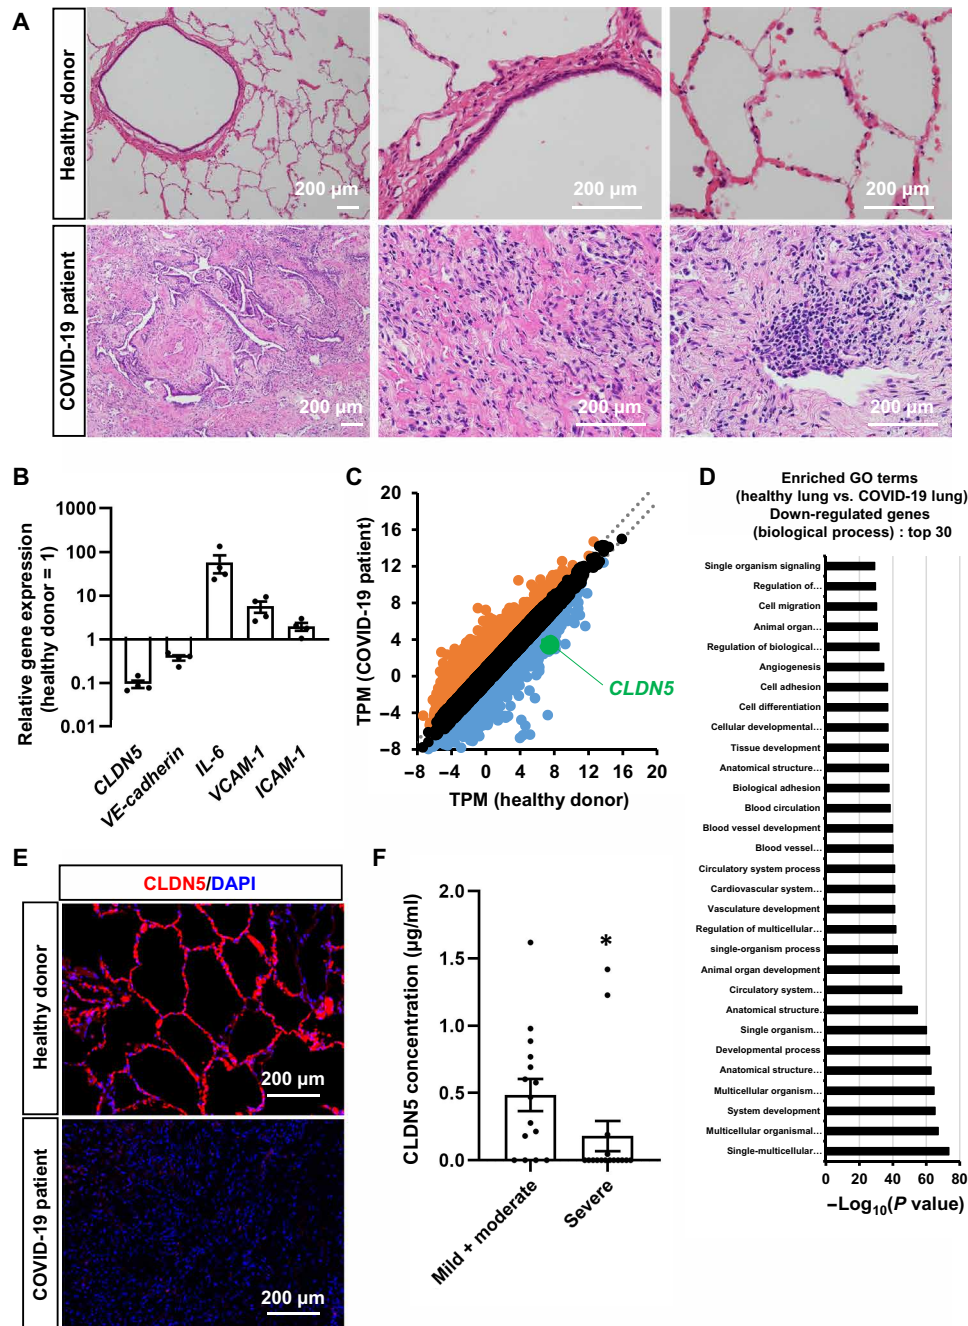 A
Healthy donor
200 µm
200 µm
200 µm
COVID-19 patient
200 µm
200 µm
200 µm
B
Relative gene expression
(healthy donor = 1)
1000
100
10
1
0.1
0.01
CLDN5
VE-cadherin
IL-6
VCAM-1
ICAM-1
C
TPM (COVID-19 patient)
20
16
12
8
4
0
−4
−8
CLDN5
−8 −4 0 4 8 12 16 20
TPM (healthy donor)
D
Enriched GO terms
(healthy lung vs. COVID-19 lung)
Down-regulated genes
(biological process) : top 30
Single organism signaling
Regulation of…
Cell migration
Animal organ…
Regulation of biological…
Angiogenesis
Cell adhesion
Cell differentiation
Cellular developmental…
Tissue development
Anatomical structure…
Biological adhesion
Blood circulation
Blood vessel development
Blood vessel…
Circulatory system process
Cardiovascular system…
Vasculature development
Regulation of multicellular…
single-organism process
Animal organ development
Circulatory system…
Anatomical structure…
Single organism…
Developmental process
Anatomical structure…
Multicellular organism…
System development
Multicellular organismal…
Single-multicellular…
0 20 40 60 80
−Log10(P value)
E
CLDN5/DAPI
Healthy donor
200 µm
COVID-19 patient
200 µm
F
CLDN5 concentration (µg/ml)
2.0
1.5
1.0
0.5
0.0
*
Mild + moderate
Severe